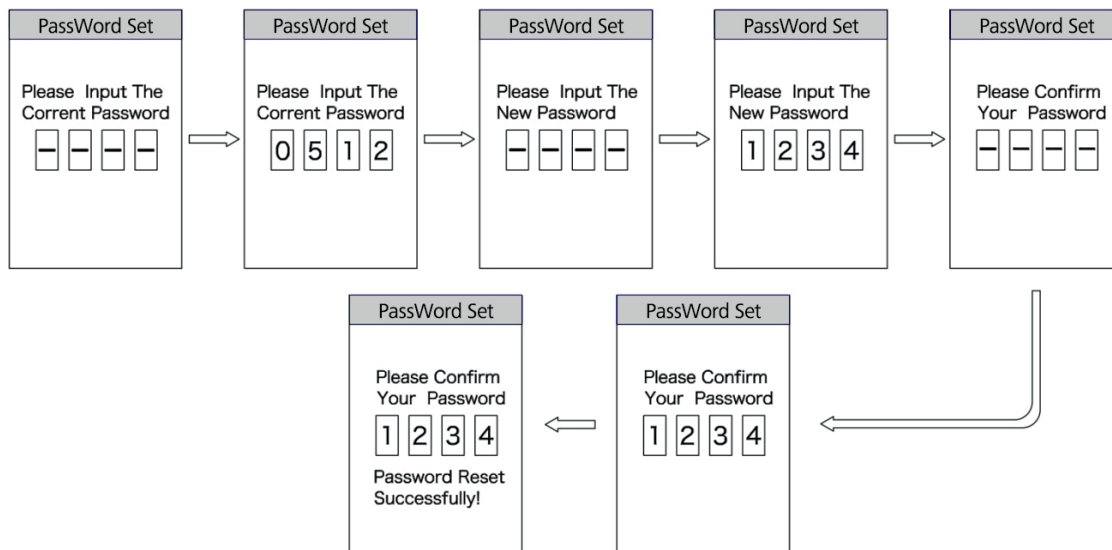 PassWord Set
Please Input The
Corrent Password
– – – –
PassWord Set
Please Input The
Corrent Password
0 5 1 2
PassWord Set
Please Input The
New Password
– – – –
PassWord Set
Please Input The
New Password
1 2 3 4
PassWord Set
Please Confirm
Your Password
– – – –
PassWord Set
Please Confirm
Your Password
1 2 3 4
PassWord Set
Please Confirm
Your Password
1 2 3 4
Password Reset
Successfully!